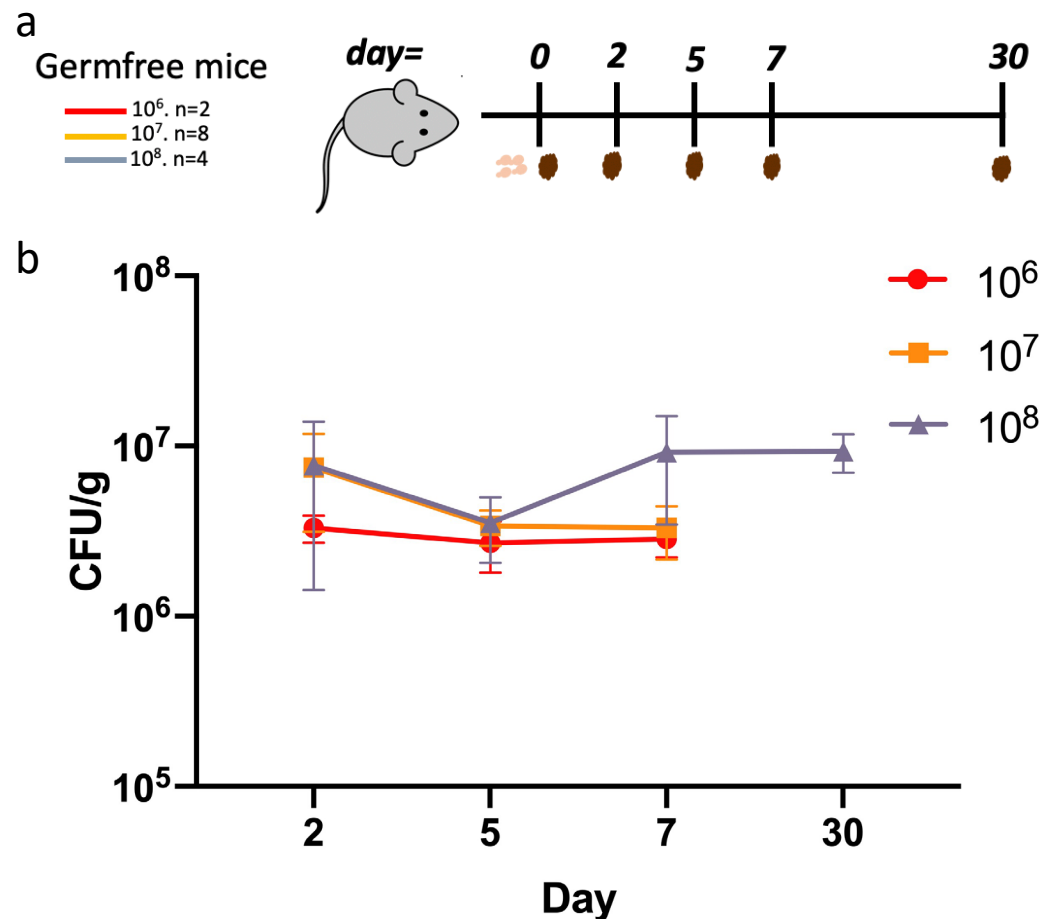 a
Germfree mice
10⁶. n=2
10⁷. n=8
10⁸. n=4
day= 0 2 5 7 30
b
CFU/g
10⁸
10⁷
10⁶
10⁵
2 5 7 30
Day
10⁶
10⁷
10⁸